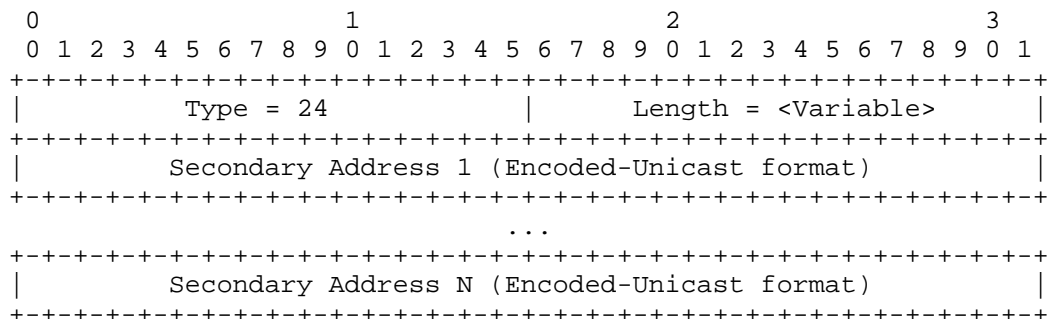 0                   1                   2                   3
 0 1 2 3 4 5 6 7 8 9 0 1 2 3 4 5 6 7 8 9 0 1 2 3 4 5 6 7 8 9 0 1
+-+-+-+-+-+-+-+-+-+-+-+-+-+-+-+-+-+-+-+-+-+-+-+-+-+-+-+-+-+-+-+-+
|          Type = 24            |      Length = <Variable>      |
+-+-+-+-+-+-+-+-+-+-+-+-+-+-+-+-+-+-+-+-+-+-+-+-+-+-+-+-+-+-+-+-+
|         Secondary Address 1 (Encoded-Unicast format)          |
+-+-+-+-+-+-+-+-+-+-+-+-+-+-+-+-+-+-+-+-+-+-+-+-+-+-+-+-+-+-+-+-+
                               ...
+-+-+-+-+-+-+-+-+-+-+-+-+-+-+-+-+-+-+-+-+-+-+-+-+-+-+-+-+-+-+-+-+
|         Secondary Address N (Encoded-Unicast format)          |
+-+-+-+-+-+-+-+-+-+-+-+-+-+-+-+-+-+-+-+-+-+-+-+-+-+-+-+-+-+-+-+-+